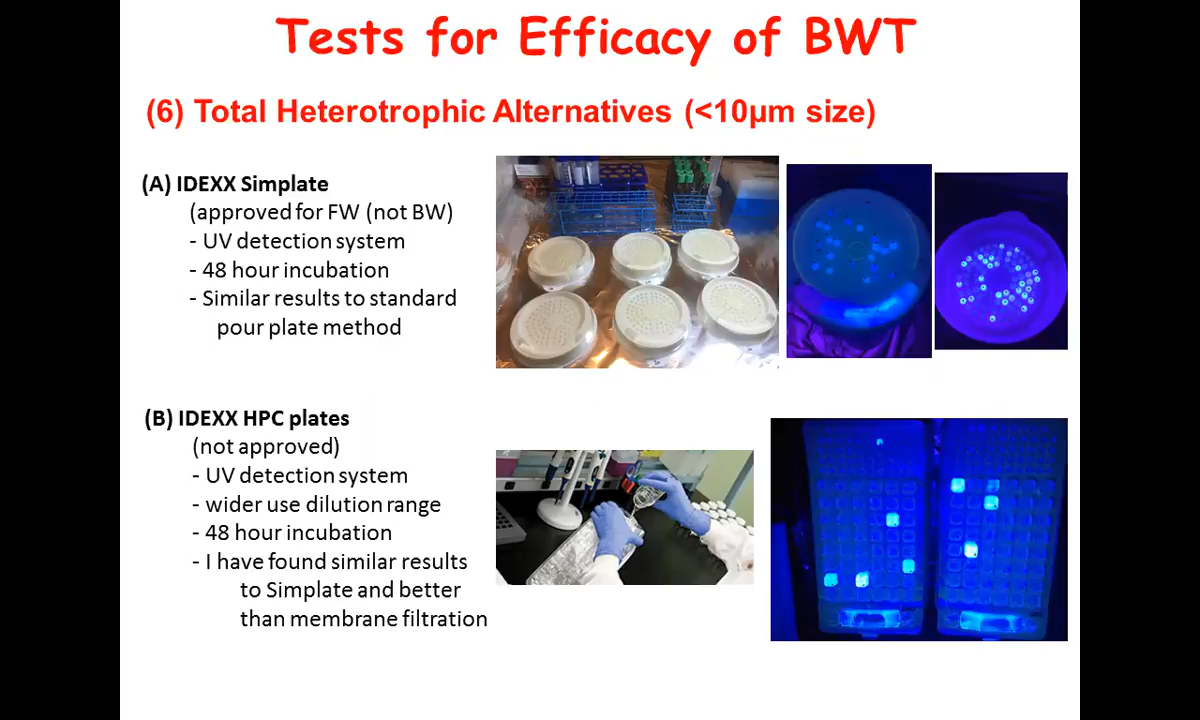 Tests for Efficacy of BWT
(6) Total Heterotrophic Alternatives (<10µm size)
(A) IDEXX Simplate
(approved for FW (not BW)
- UV detection system
- 48 hour incubation
- Similar results to standard
pour plate method
(B) IDEXX HPC plates
(not approved)
- UV detection system
- wider use dilution range
- 48 hour incubation
- I have found similar results
to Simplate and better
than membrane filtration